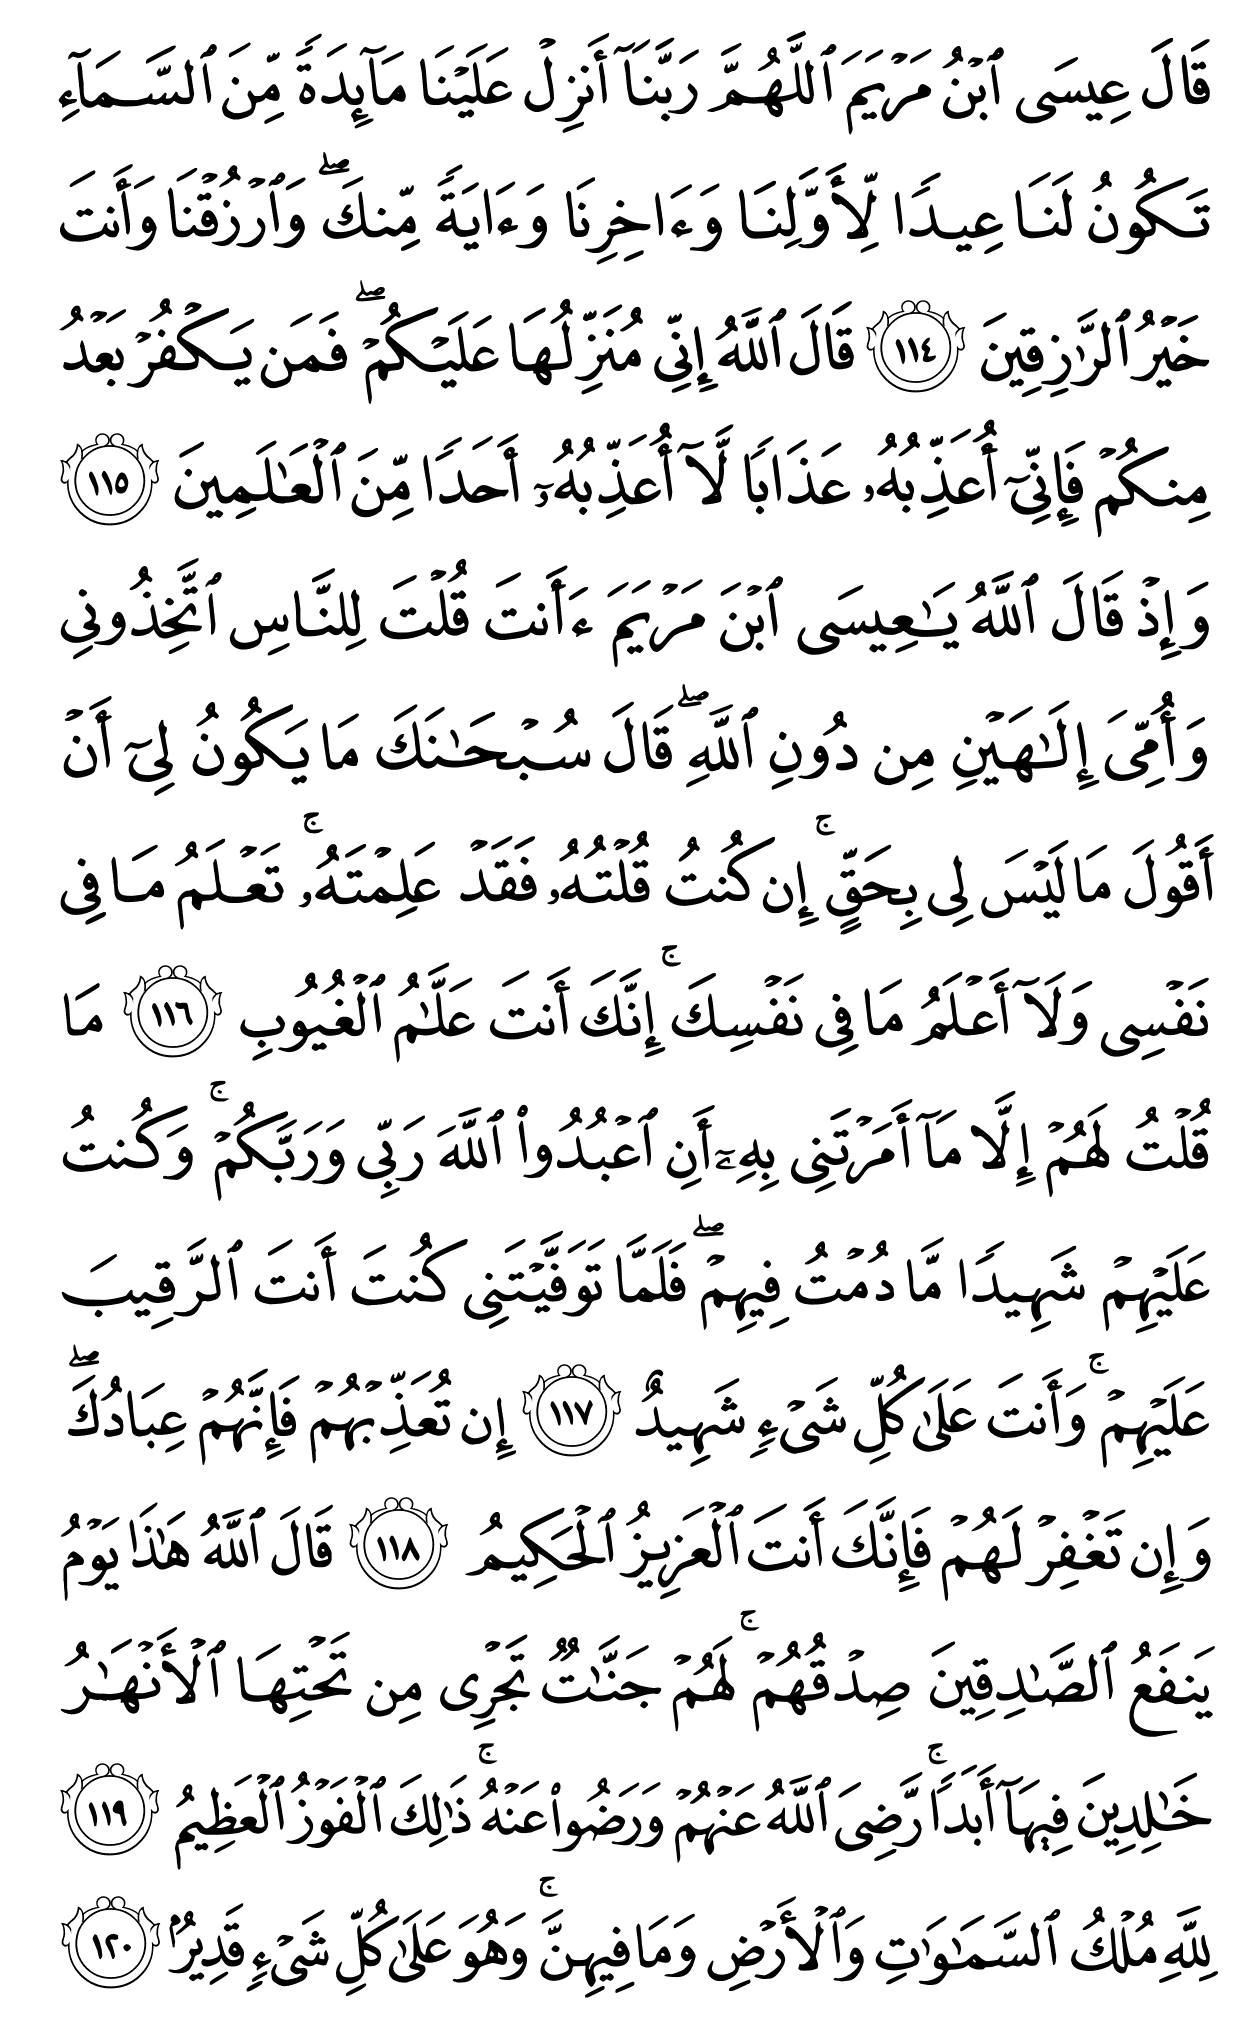 قَالَ عِيسَى ٱبۡنُ مَرۡيَمَ ٱللَّهُمَّ رَبَّنَآ أَنزِلۡ عَلَيۡنَا مَآئِدَةٗ مِّنَ ٱلسَّمَآءِ
تَكُونُ لَنَا عِيدٗا لِّأَوَّلِنَا وَءَاخِرِنَا وَءَايَةٗ مِّنكَۖ وَٱرۡزُقۡنَا وَأَنتَ
خَيۡرُ ٱلرَّٰزِقِينَ ١١٤ قَالَ ٱللَّهُ إِنِّي مُنَزِّلُهَا عَلَيۡكُمۡۖ فَمَن يَكۡفُرۡ بَعۡدُ
مِنكُمۡ فَإِنِّيٓ أُعَذِّبُهُۥ عَذَابٗا لَّآ أُعَذِّبُهُۥٓ أَحَدٗا مِّنَ ٱلۡعَٰلَمِينَ ١١٥
وَإِذۡ قَالَ ٱللَّهُ يَٰعِيسَى ٱبۡنَ مَرۡيَمَ ءَأَنتَ قُلۡتَ لِلنَّاسِ ٱتَّخِذُونِي
وَأُمِّيَ إِلَٰهَيۡنِ مِن دُونِ ٱللَّهِۖ قَالَ سُبۡحَٰنَكَ مَا يَكُونُ لِيٓ أَنۡ
أَقُولَ مَا لَيۡسَ لِي بِحَقٍّۚ إِن كُنتُ قُلۡتُهُۥ فَقَدۡ عَلِمۡتَهُۥۚ تَعۡلَمُ مَا فِي
نَفۡسِي وَلَآ أَعۡلَمُ مَا فِي نَفۡسِكَۚ إِنَّكَ أَنتَ عَلَّٰمُ ٱلۡغُيُوبِ ١١٦ مَا
قُلۡتُ لَهُمۡ إِلَّا مَآ أَمَرۡتَنِي بِهِۦٓ أَنِ ٱعۡبُدُواْ ٱللَّهَ رَبِّي وَرَبَّكُمۡۚ وَكُنتُ
عَلَيۡهِمۡ شَهِيدٗا مَّا دُمۡتُ فِيهِمۡۖ فَلَمَّا تَوَفَّيۡتَنِي كُنتَ أَنتَ ٱلرَّقِيبَ
عَلَيۡهِمۡۚ وَأَنتَ عَلَىٰ كُلِّ شَيۡءٖ شَهِيدٌ ١١٧ إِن تُعَذِّبۡهُمۡ فَإِنَّهُمۡ عِبَادُكَۖ
وَإِن تَغۡفِرۡ لَهُمۡ فَإِنَّكَ أَنتَ ٱلۡعَزِيزُ ٱلۡحَكِيمُ ١١٨ قَالَ ٱللَّهُ هَٰذَا يَوۡمُ
يَنفَعُ ٱلصَّٰدِقِينَ صِدۡقُهُمۡۚ لَهُمۡ جَنَّٰتٞ تَجۡرِي مِن تَحۡتِهَا ٱلۡأَنۡهَٰرُ
خَٰلِدِينَ فِيهَآ أَبَدٗاۚ رَّضِيَ ٱللَّهُ عَنۡهُمۡ وَرَضُواْ عَنۡهُۚ ذَٰلِكَ ٱلۡفَوۡزُ ٱلۡعَظِيمُ ١١٩
لِلَّهِ مُلۡكُ ٱلسَّمَٰوَٰتِ وَٱلۡأَرۡضِ وَمَا فِيهِنَّۚ وَهُوَ عَلَىٰ كُلِّ شَيۡءٖ قَدِيرُۢ ١٢٠